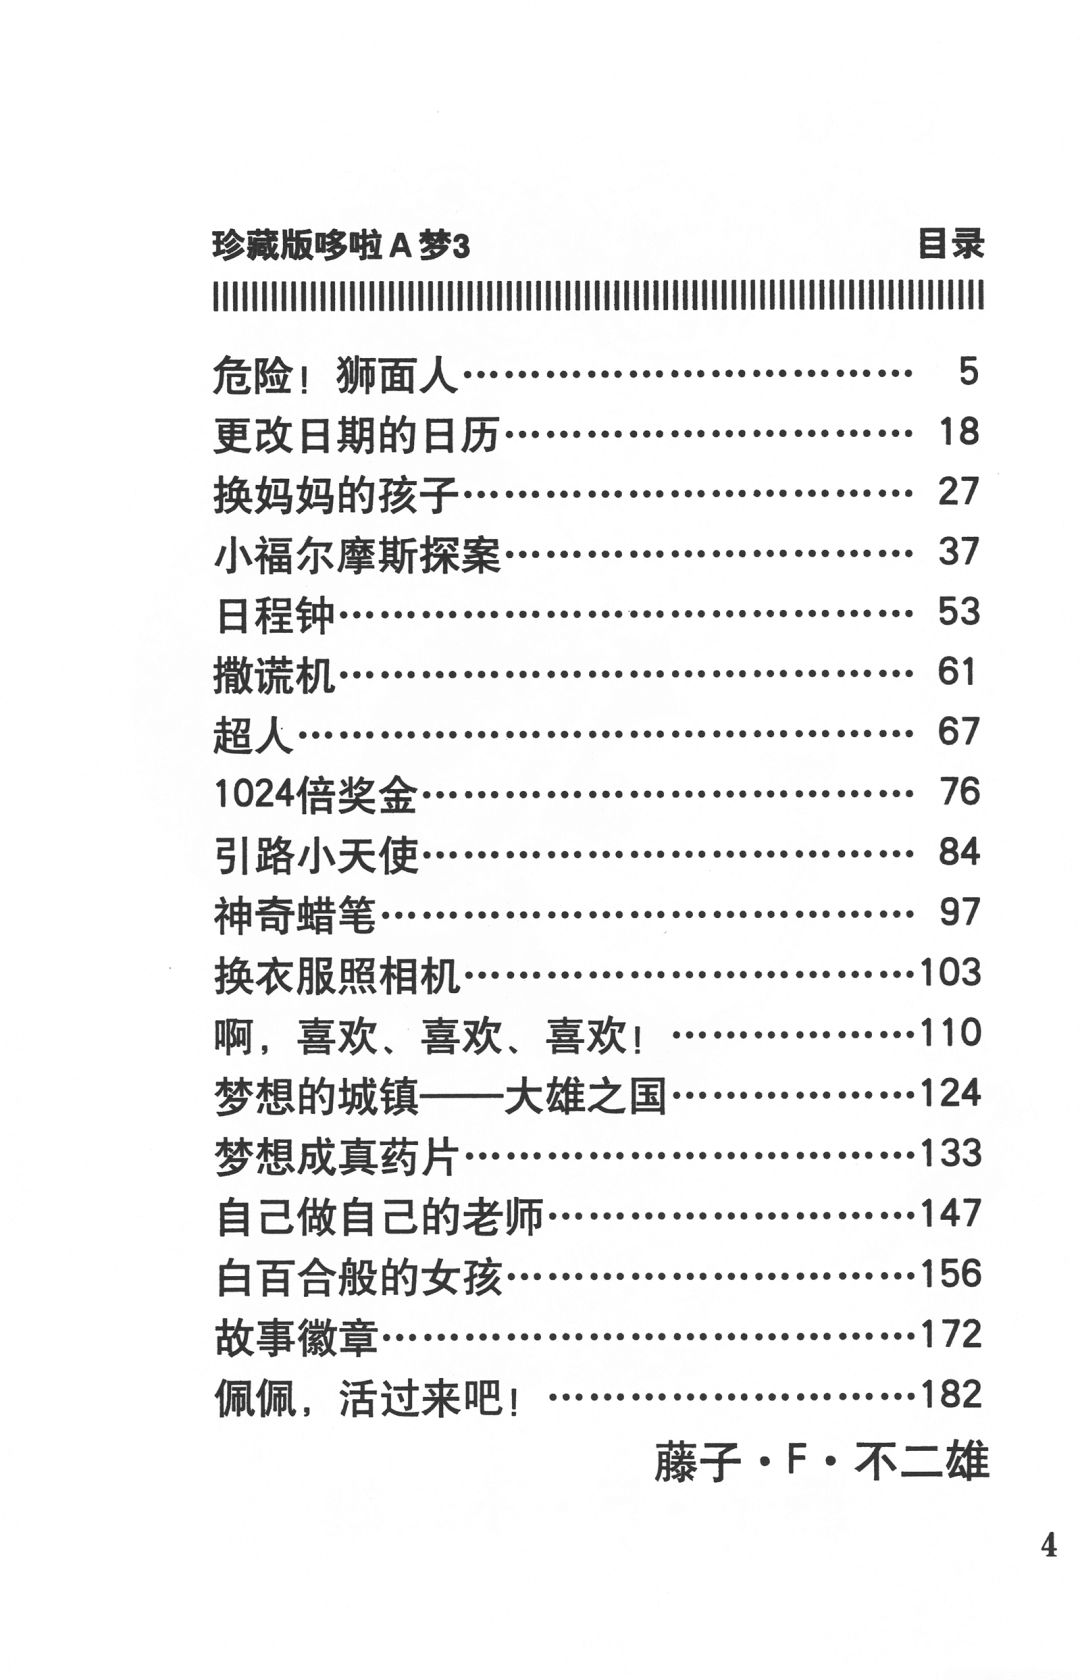 珍藏版哆啦A梦3 目录
危险！狮面人……………………………… 5
更改日期的日历…………………………… 18
换妈妈的孩子……………………………… 27
小福尔摩斯探案…………………………… 37
日程钟……………………………………… 53
撒谎机……………………………………… 61
超人………………………………………… 67
1024倍奖金………………………………… 76
引路小天使………………………………… 84
神奇蜡笔…………………………………… 97
换衣服照相机………………………………103
啊，喜欢、喜欢、喜欢！ ………………110
梦想的城镇——大雄之国………………124
梦想成真药片………………………………133
自己做自己的老师…………………………147
白百合般的女孩……………………………156
故事徽章……………………………………172
佩佩，活过来吧！ ………………………182
藤子·F·不二雄
4